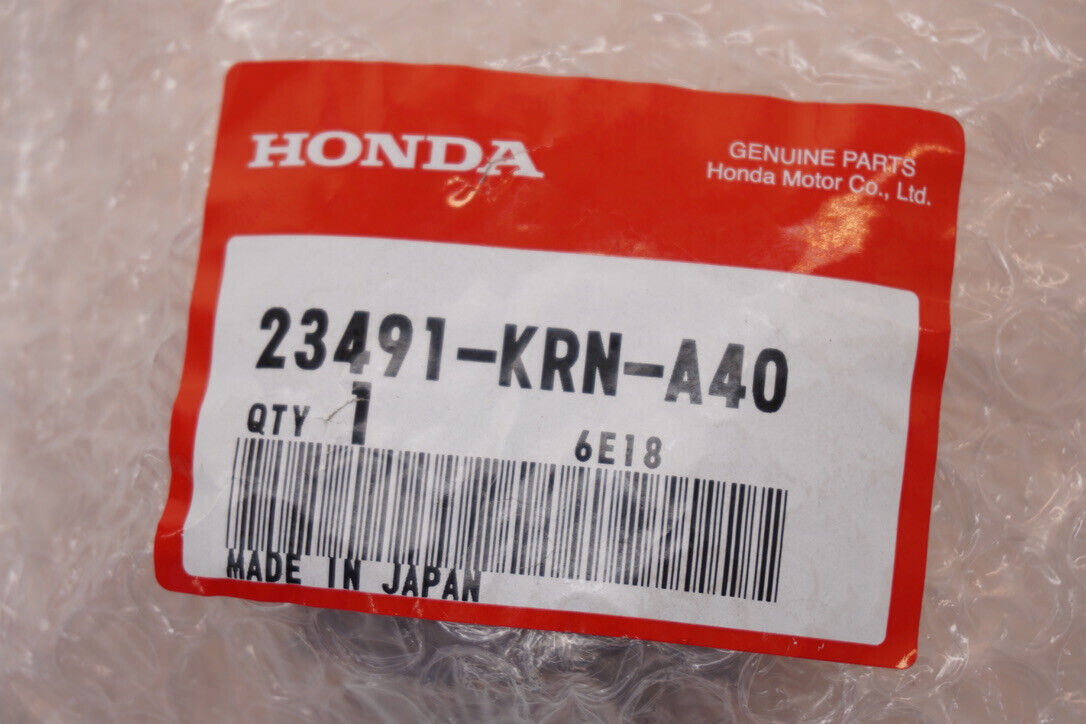 HONDA
GENUINE PARTS
Honda Motor Co., Ltd.
23491-KRN-A40
QTY 1
6E18
MADE IN JAPAN